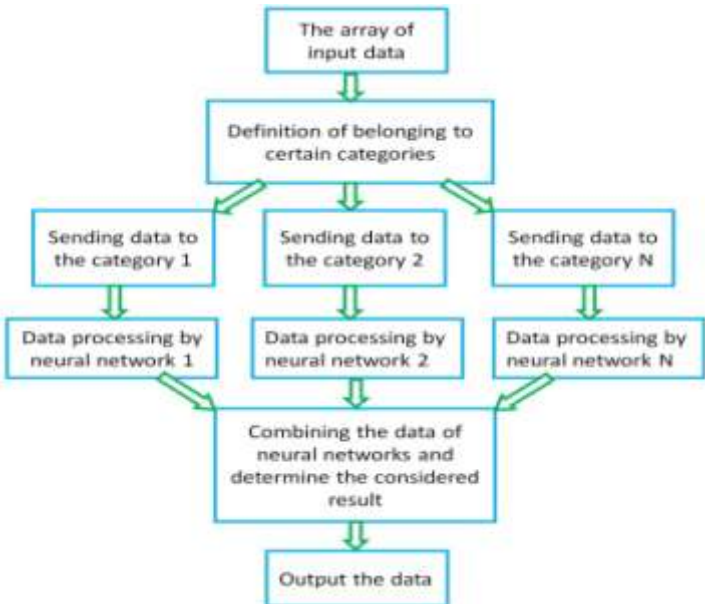 The array of
input data
Definition of belonging to
certain categories
Sending data to
the category 1
Sending data to
the category 2
Sending data to
the category N
Data processing by
neural network 1
Data processing by
neural network 2
Data processing by
neural network N
Combining the data of
neural networks and
determine the considered
result
Output the data